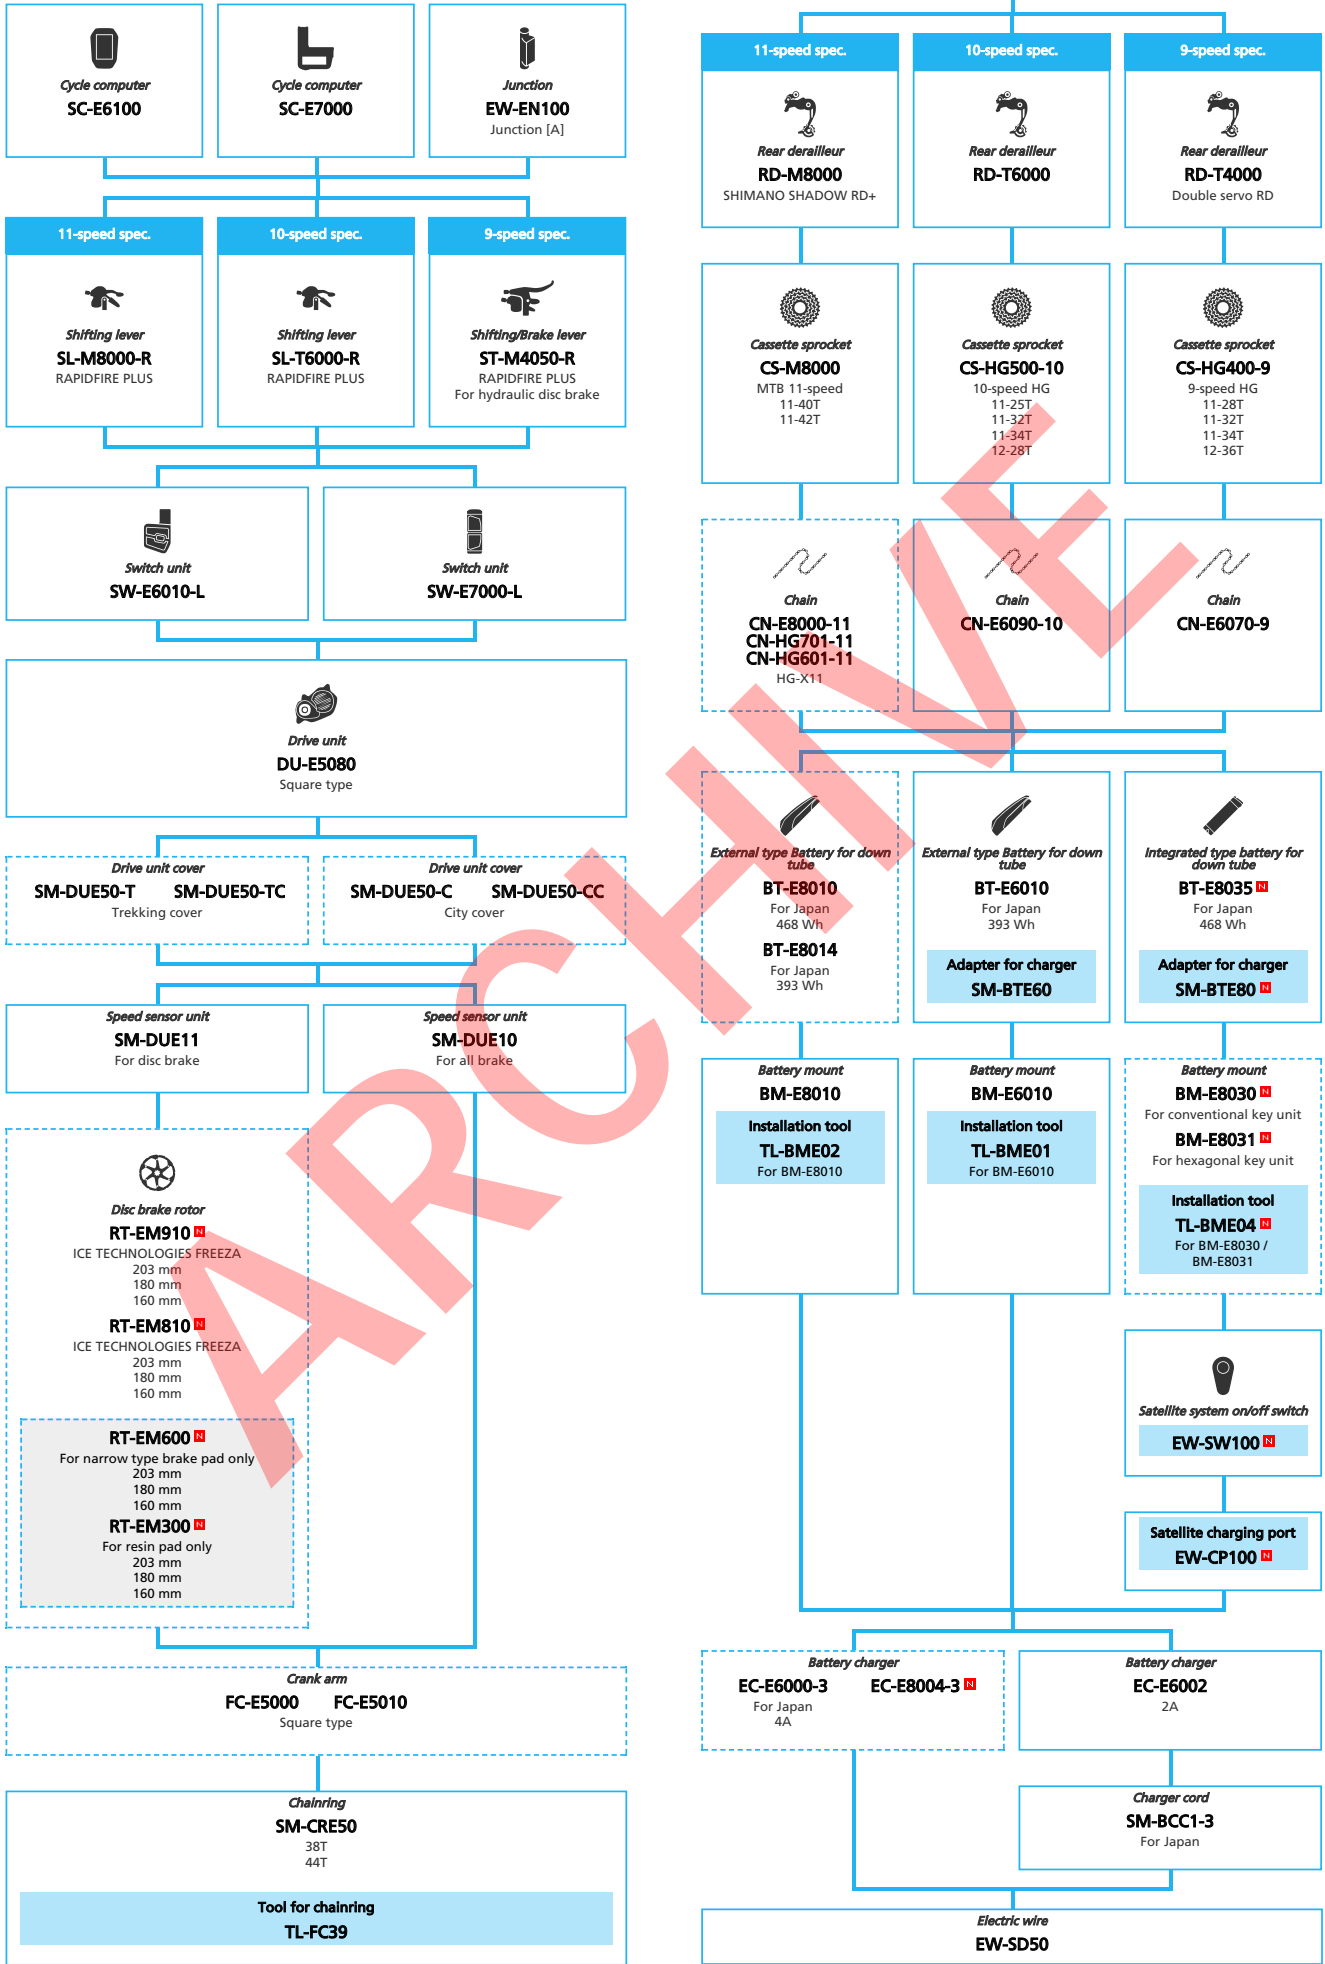 Cycle computer
SC-E6100
Cycle computer
SC-E7000
Junction
EW-EN100
Junction [A]
11-speed spec.
Shifting lever
SL-M8000-R
RAPIDFIRE PLUS
10-speed spec.
Shifting lever
SL-T6000-R
RAPIDFIRE PLUS
9-speed spec.
Shifting/Brake lever
ST-M4050-R
RAPIDFIRE PLUS
For hydraulic disc brake
Switch unit
SW-E6010-L
Switch unit
SW-E7000-L
Drive unit
DU-E5080
Square type
Drive unit cover
SM-DUE50-T SM-DUE50-TC
Trekking cover
Drive unit cover
SM-DUE50-C SM-DUE50-CC
City cover
Speed sensor unit
SM-DUE11
For disc brake
Speed sensor unit
SM-DUE10
For all brake
Disc brake rotor
RT-EM910 N
ICE TECHNOLOGIES FREEZA
203 mm
180 mm
160 mm
RT-EM810 N
ICE TECHNOLOGIES FREEZA
203 mm
180 mm
160 mm
RT-EM600 N
For narrow type brake pad only
203 mm
180 mm
160 mm
RT-EM300 N
For resin pad only
203 mm
180 mm
160 mm
Crank arm
FC-E5000 FC-E5010
Square type
Chainring
SM-CRE50
38T
44T
Tool for chainring
TL-FC39
11-speed spec.
Rear derailleur
RD-M8000
SHIMANO SHADOW RD+
10-speed spec.
Rear derailleur
RD-T6000
9-speed spec.
Rear derailleur
RD-T4000
Double servo RD
Cassette sprocket
CS-M8000
MTB 11-speed
11-40T
11-42T
Cassette sprocket
CS-HG500-10
10-speed HG
11-25T
11-32T
11-34T
12-28T
Cassette sprocket
CS-HG400-9
9-speed HG
11-28T
11-32T
11-34T
12-36T
Chain
CN-E8000-11
CN-HG701-11
CN-HG601-11
HG-X11
Chain
CN-E6090-10
Chain
CN-E6070-9
External type Battery for down
tube
BT-E8010
For Japan
468 Wh
BT-E8014
For Japan
393 Wh
External type Battery for down
tube
BT-E6010
For Japan
393 Wh
Adapter for charger
SM-BTE60
Integrated type battery for
down tube
BT-E8035 N
For Japan
468 Wh
Adapter for charger
SM-BTE80 N
Battery mount
BM-E8010
Installation tool
TL-BME02
For BM-E8010
Battery mount
BM-E6010
Installation tool
TL-BME01
For BM-E6010
Battery mount
BM-E8030 N
For conventional key unit
BM-E8031 N
For hexagonal key unit
Installation tool
TL-BME04 N
For BM-E8030 /
BM-E8031
Satellite system on/off switch
EW-SW100 N
Satellite charging port
EW-CP100 N
Battery charger
EC-E6000-3 EC-E8004-3 N
For Japan
4A
Battery charger
EC-E6002
2A
Charger cord
SM-BCC1-3
For Japan
Electric wire
EW-SD50
ARCHIVE